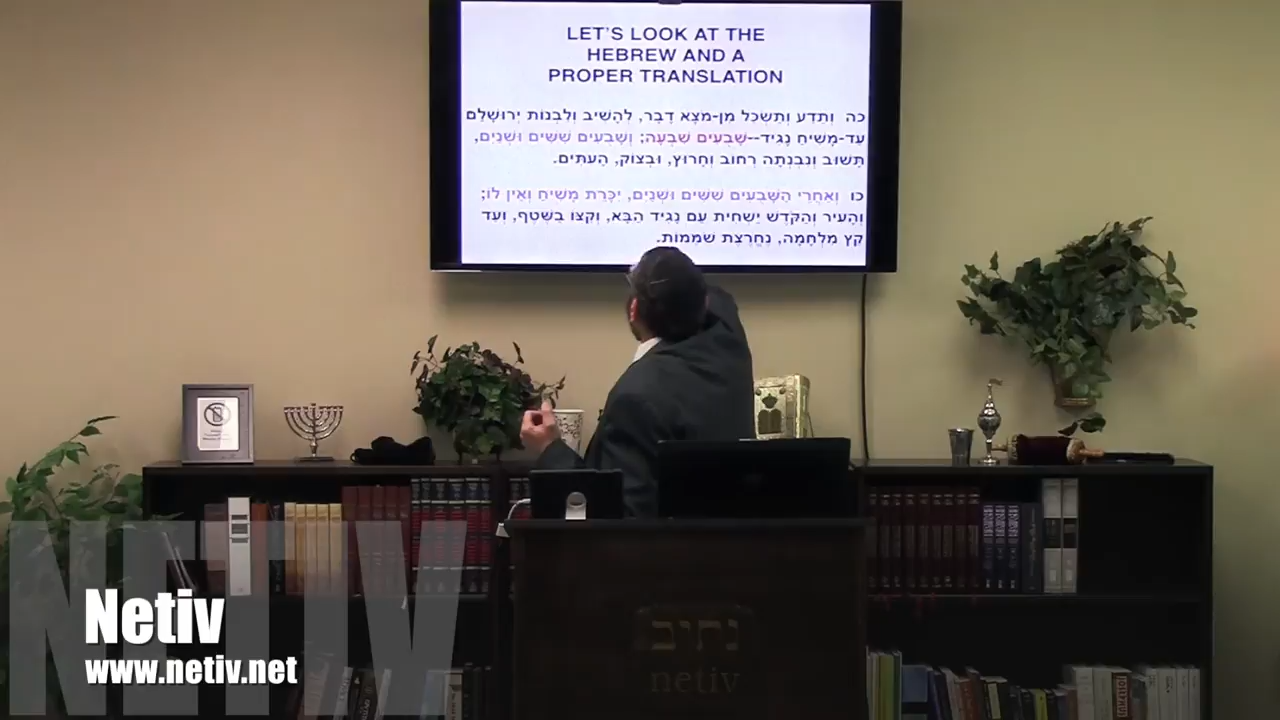 LET'S LOOK AT THE
HEBREW AND A
PROPER TRANSLATION
כה וְתֵדַע וְתַשְׂכֵּל מִן-מֹצָא דָבָר, לְהָשִׁיב וְלִבְנוֹת יְרוּשָׁלִַם
עַד-מָשִׁיחַ נָגִיד--שָׁבֻעִים שִׁבְעָה; וְשָׁבֻעִים שִׁשִּׁים וּשְׁנַיִם,
תָּשׁוּב וְנִבְנְתָה רְחוֹב וְחָרוּץ, וּבְצוֹק, הָעִתִּים.
כו וְאַחֲרֵי הַשָּׁבֻעִים שִׁשִּׁים וּשְׁנַיִם, יִכָּרֵת מָשִׁיחַ וְאֵין לוֹ;
וְהָעִיר וְהַקֹּדֶשׁ יַשְׁחִית עַם נָגִיד הַבָּא, וְקִצּוֹ בַשֶּׁטֶף, וְעַד
קֵץ מִלְחָמָה, נֶחֱרֶצֶת שֹׁמֵמוֹת.
NETIV
Netiv
www.netiv.net
נתיב
netiv